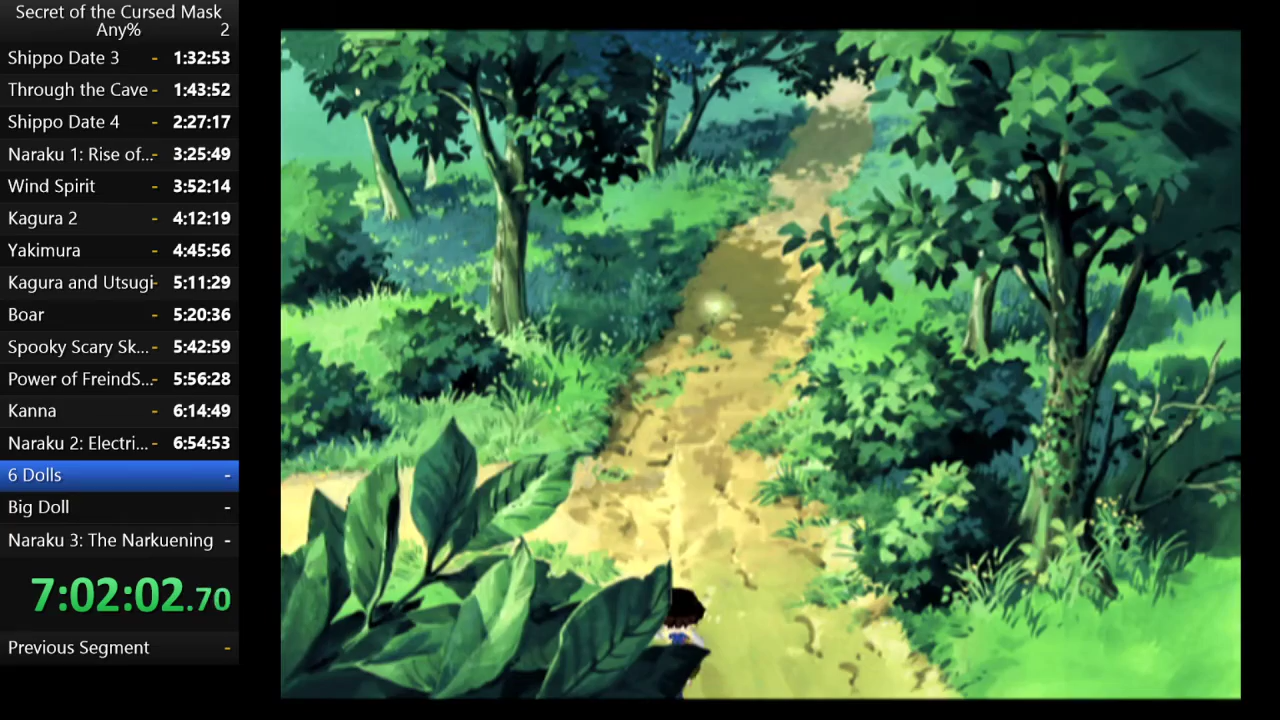 Secret of the Cursed Mask
Any% 2
Shippo Date 3 - 1:32:53
Through the Cave - 1:43:52
Shippo Date 4 - 2:27:17
Naraku 1: Rise of... - 3:25:49
Wind Spirit - 3:52:14
Kagura 2 - 4:12:19
Yakimura - 4:45:56
Kagura and Utsugi - 5:11:29
Boar - 5:20:36
Spooky Scary Sk... - 5:42:59
Power of FreindS... - 5:56:28
Kanna - 6:14:49
Naraku 2: Electri... - 6:54:53
6 Dolls -
Big Doll -
Naraku 3: The Narkuening -
7:02:02.70
Previous Segment -